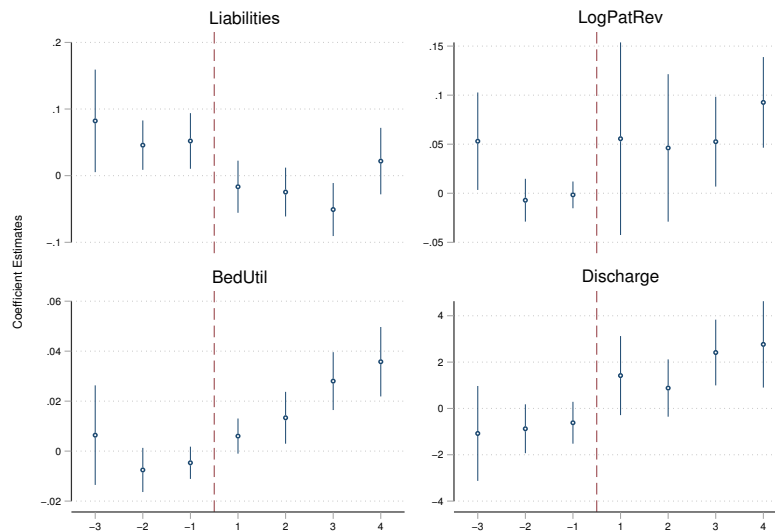 Liabilities
LogPatRev
.2
.1
0
−.1
.15
.1
.05
0
−.05
Coefficient Estimates
BedUtil
Discharge
.06
.04
.02
0
−.02
4
2
0
−2
−4
−3 −2 −1 1 2 3 4
−3 −2 −1 1 2 3 4